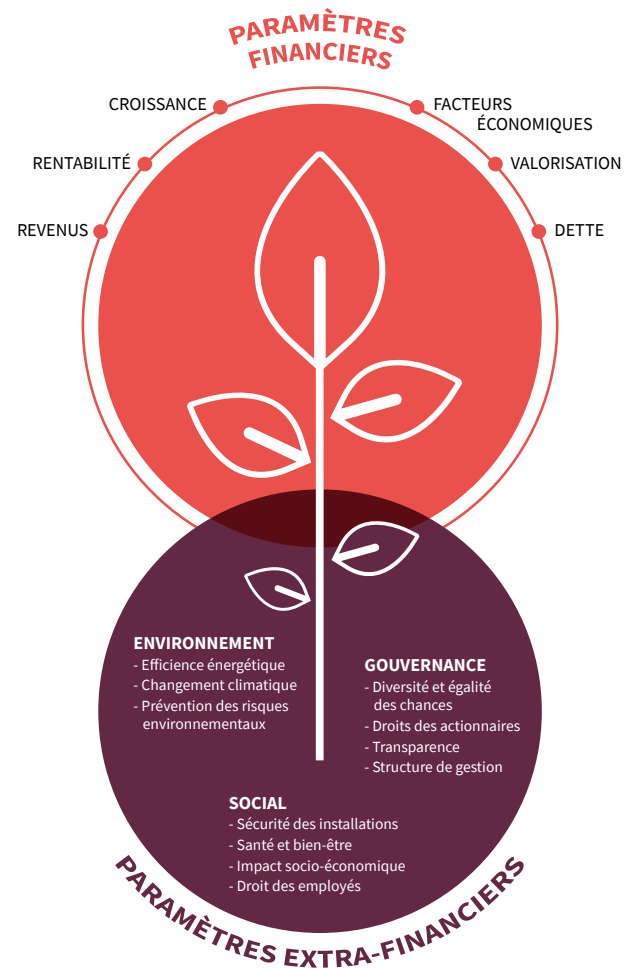 PARAMÈTRES
FINANCIERS
CROISSANCE
FACTEURS
ÉCONOMIQUES
RENTABILITÉ
VALORISATION
REVENUS
DETTE
ENVIRONNEMENT
- Efficience énergétique
- Changement climatique
- Prévention des risques
environnementaux
GOUVERNANCE
- Diversité et égalité
des chances
- Droits des actionnaires
- Transparence
- Structure de gestion
SOCIAL
- Sécurité des installations
- Santé et bien-être
- Impact socio-économique
- Droit des employés
PARAMÈTRES EXTRA-FINANCIERS